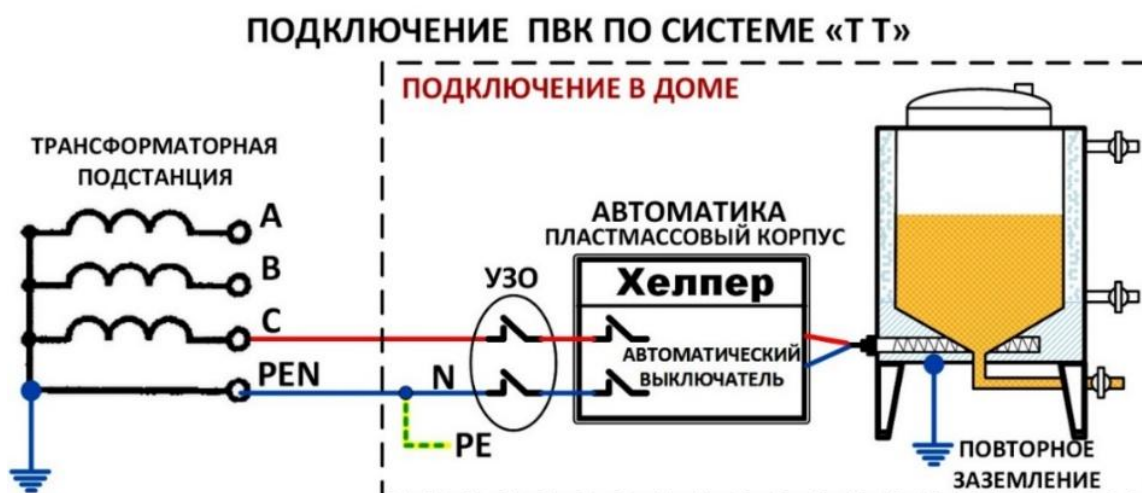 ПОДКЛЮЧЕНИЕ ПВК ПО СИСТЕМЕ «Т Т»
ПОДКЛЮЧЕНИЕ В ДОМЕ
ТРАНСФОРМАТОРНАЯ
ПОДСТАНЦИЯ
A
B
C
PEN
N
PE
УЗО
АВТОМАТИКА
ПЛАСТМАССОВЫЙ КОРПУС
Хелпер
АВТОМАТИЧЕСКИЙ
ВЫКЛЮЧАТЕЛЬ
ПОВТОРНОЕ
ЗАЗЕМЛЕНИЕ